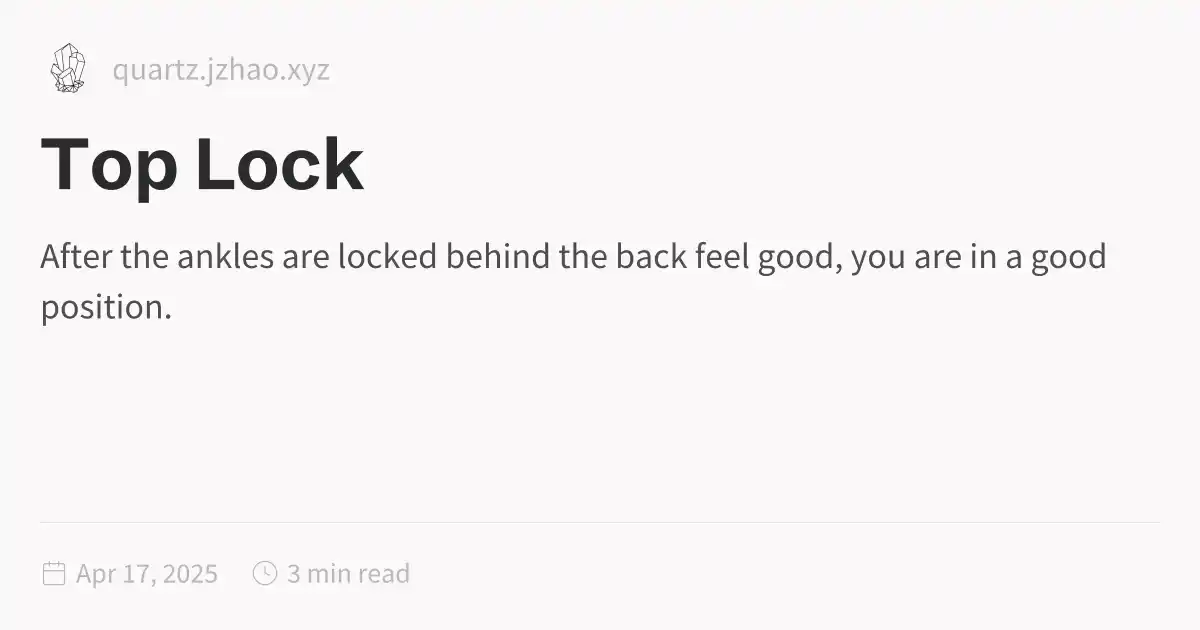 quartz.jzhao.xyz
Top Lock
After the ankles are locked behind the back feel good, you are in a good
position.
Apr 17, 2025 3 min read